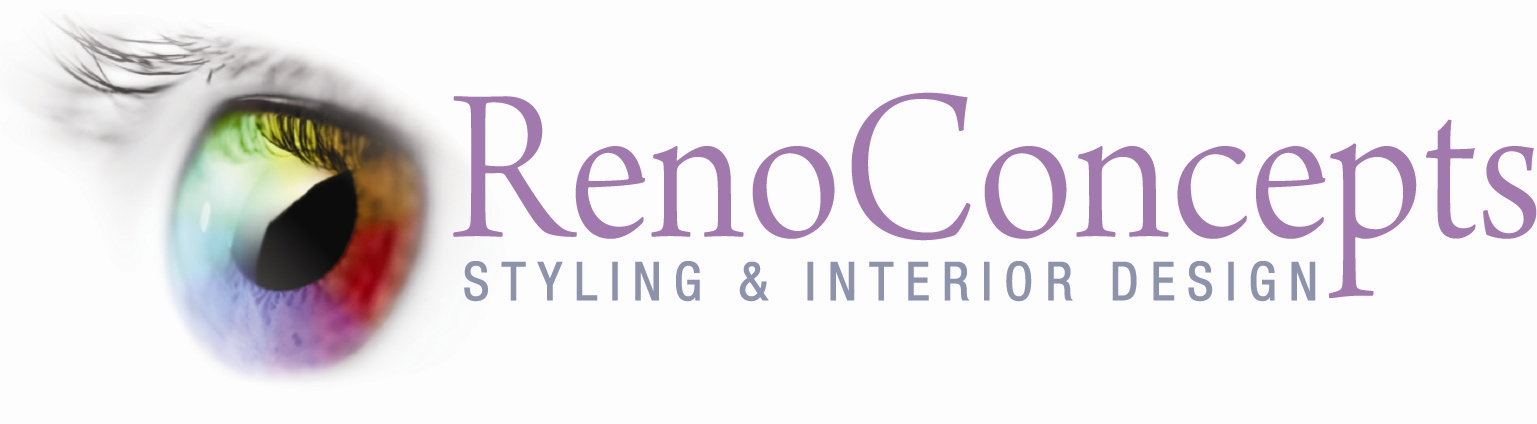 RenoConcepts
STYLING & INTERIOR DESIGN